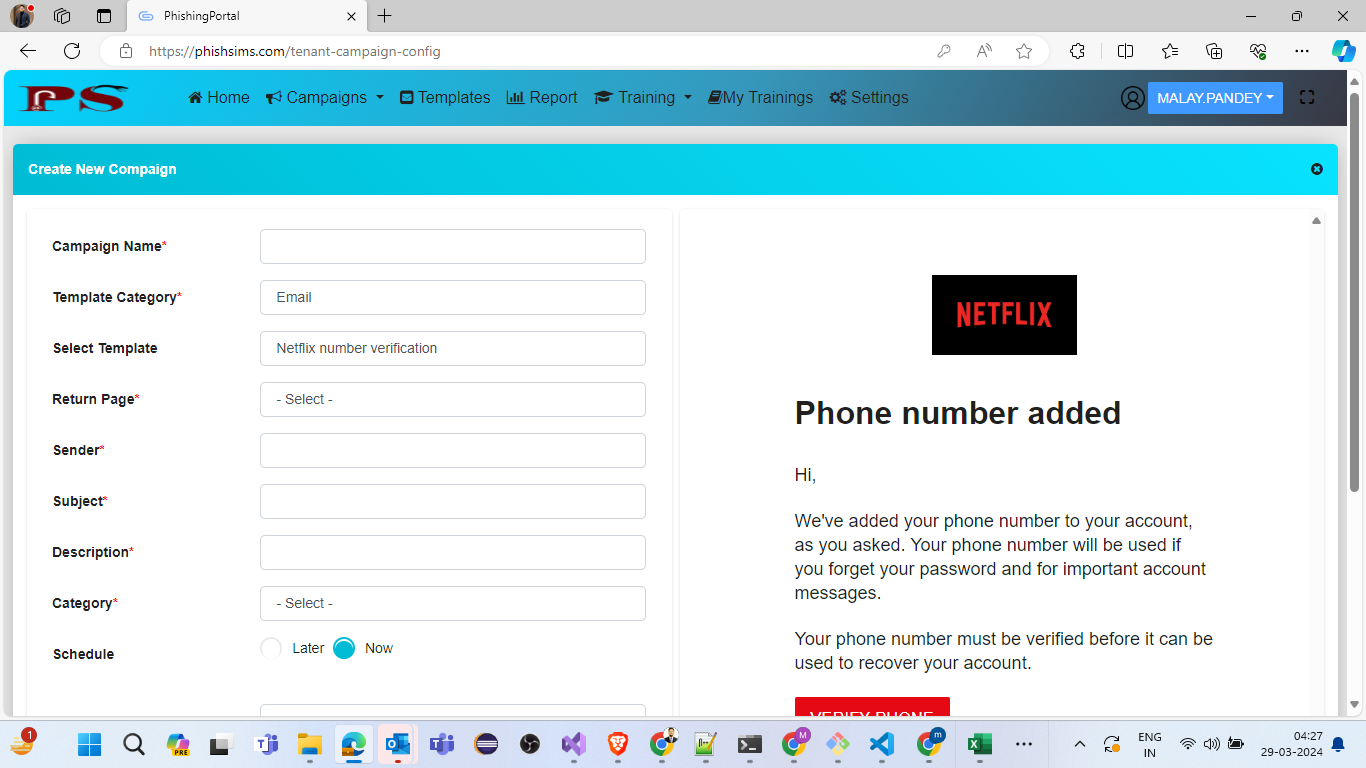 PhishingPortal
https://phishsims.com/tenant-campaign-config
PS Home Campaigns Templates Report Training My Trainings Settings MALAY.PANDEY
Create New Compaign
Campaign Name*
Template Category* Email
Select Template Netflix number verification
Return Page* - Select -
Sender*
Subject*
Description*
Category* - Select -
Schedule Later Now
NETFLIX
Phone number added
Hi,
We've added your phone number to your account,
as you asked. Your phone number will be used if
you forget your password and for important account
messages.
Your phone number must be verified before it can be
used to recover your account.
VERIFY PHONE
1
PRE
M
m
ENG
IN
04:27
29-03-2024